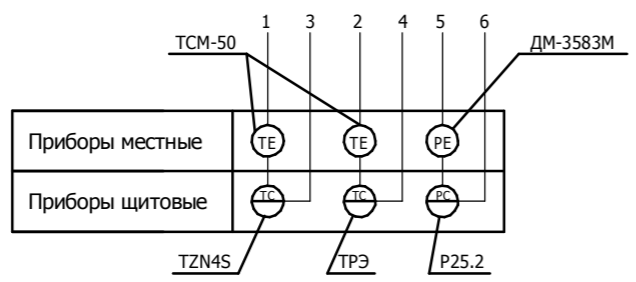 1 3 2 4 5 6
ТСМ-50 ДМ-3583М
Приборы местные TE TE PE
Приборы щитовые TC TC PC
TZN4S ТРЭ Р25.2